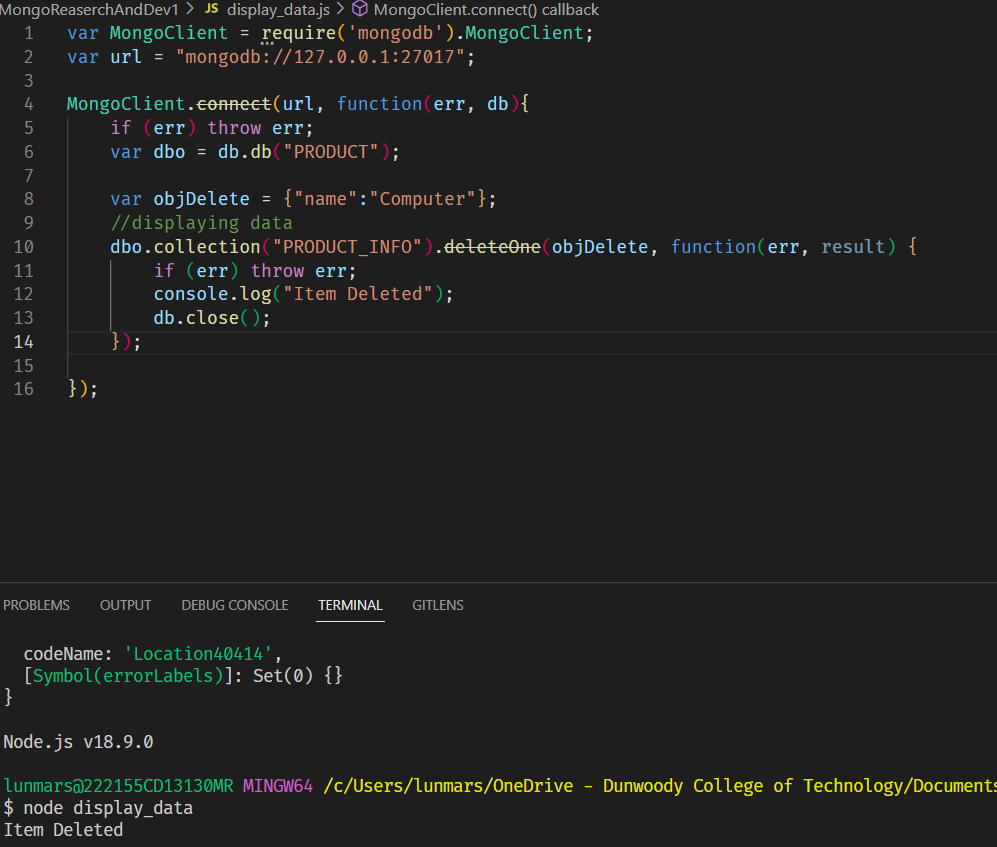 MongoReaserchAndDev1 > JS display_data.js > MongoClient.connect() callback
1 var MongoClient = require('mongodb').MongoClient;
2 var url = "mongodb://127.0.0.1:27017";
3
4 MongoClient.connect(url, function(err, db){
5 if (err) throw err;
6 var dbo = db.db("PRODUCT");
7
8 var objDelete = {"name":"Computer"};
9 //displaying data
10 dbo.collection("PRODUCT_INFO").deleteOne(objDelete, function(err, result) {
11 if (err) throw err;
12 console.log("Item Deleted");
13 db.close();
14 });
15
16 });
PROBLEMS OUTPUT DEBUG CONSOLE TERMINAL GITLENS
codeName: 'Location40414',
[Symbol(errorLabels)]: Set(0) {}
}
Node.js v18.9.0
lunmars@222155CD13130MR MINGW64 /c/Users/lunmars/OneDrive - Dunwoody College of Technology/Documents
$ node display_data
Item Deleted